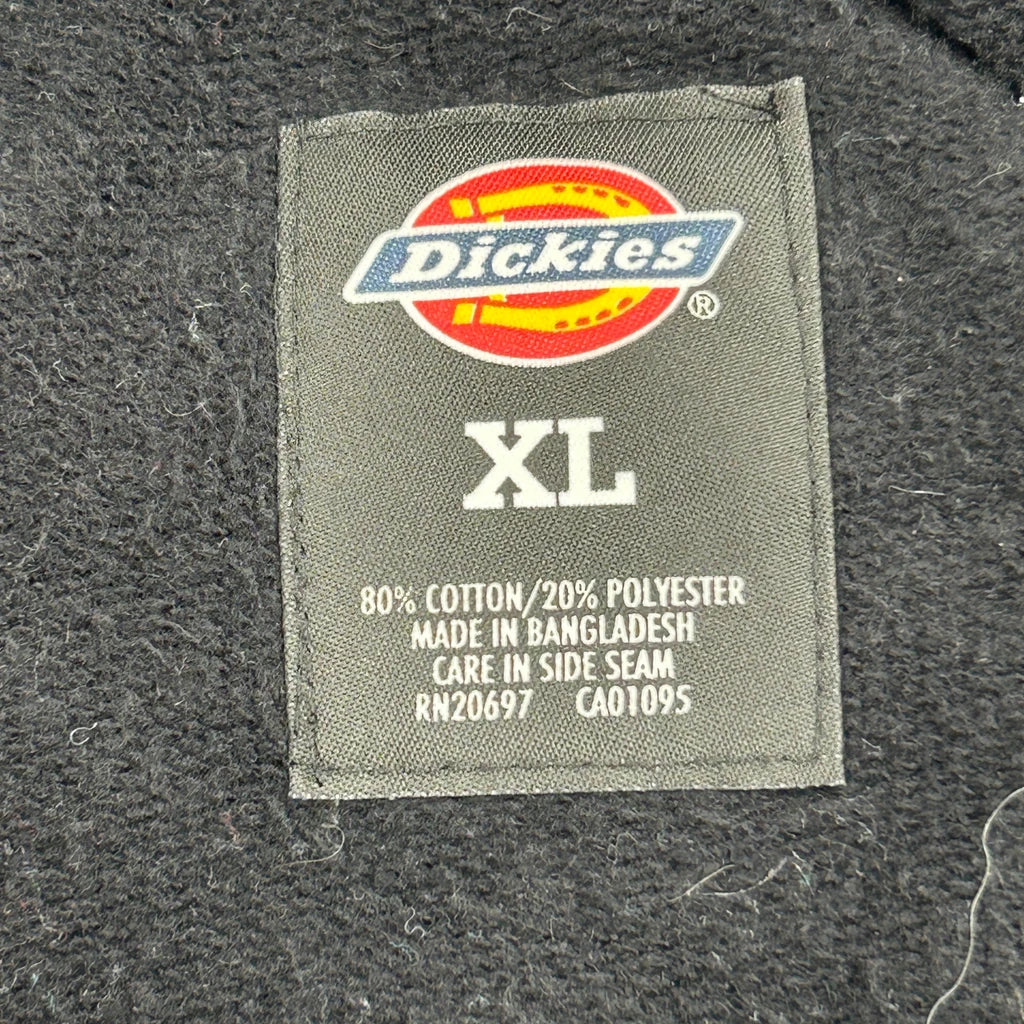 Dickies
®
XL
80% COTTON/20% POLYESTER
MADE IN BANGLADESH
CARE IN SIDE SEAM
RN20697 CA01095